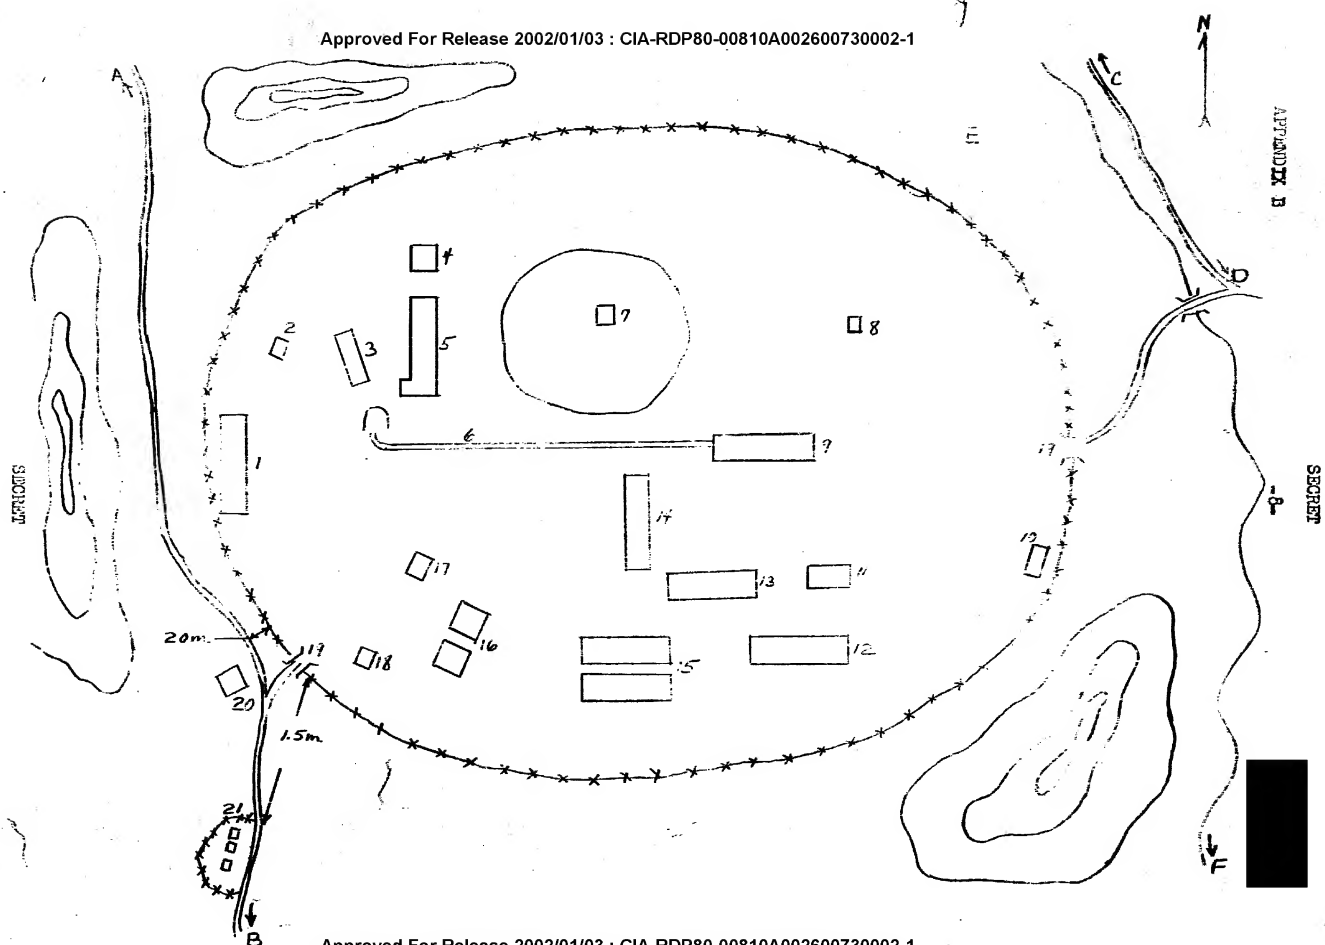 Approved For Release 2002/01/03 : CIA-RDP80-00810A002600730002-1
N
A
C
E
APPENDIX B
D
4
2
3
5
7
8
6
9
1
19
SECRET
-8-
SECRET
14
10
17
13
11
20m.
19
18
16
15
12
20
1.5m
21
F
B
Approved For Release 2002/01/03 : CIA-RDP80-00810A002600730002-1